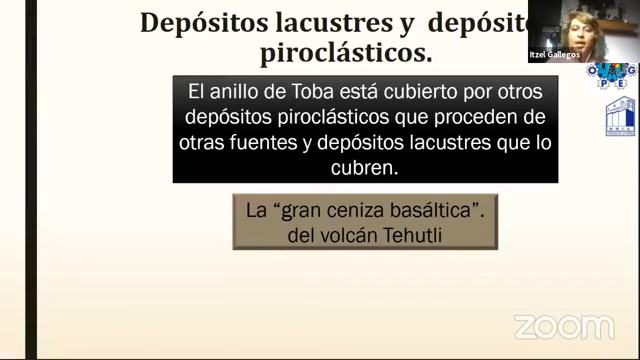 Depósitos lacustres y depósito
piroclásticos.
Itzel Gallegos
O G
P E
El anillo de Toba está cubierto por otros
depósitos piroclásticos que proceden de
otras fuentes y depósitos lacustres que lo
cubren.
La “gran ceniza basáltica”.
del volcán Tehutli
zoom